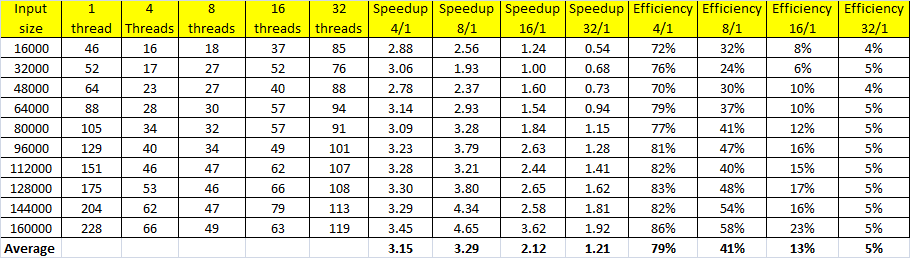 Input 1 4 8 16 32 Speedup Speedup Speedup Speedup Efficiency Efficiency Efficiency Efficiency
size thread Threads threads threads threads 4/1 8/1 16/1 32/1 4/1 8/1 16/1 32/1
16000 46 16 18 37 85 2.88 2.56 1.24 0.54 72% 32% 8% 4%
32000 52 17 27 52 76 3.06 1.93 1.00 0.68 76% 24% 6% 5%
48000 64 23 27 40 88 2.78 2.37 1.60 0.73 70% 30% 10% 4%
64000 88 28 30 57 94 3.14 2.93 1.54 0.94 79% 37% 10% 5%
80000 105 34 32 57 91 3.09 3.28 1.84 1.15 77% 41% 12% 5%
96000 129 40 34 49 101 3.23 3.79 2.63 1.28 81% 47% 16% 5%
112000 151 46 47 62 107 3.28 3.21 2.44 1.41 82% 40% 15% 5%
128000 175 53 46 66 108 3.30 3.80 2.65 1.62 83% 48% 17% 5%
144000 204 62 47 79 113 3.29 4.34 2.58 1.81 82% 54% 16% 5%
160000 228 66 49 63 119 3.45 4.65 3.62 1.92 86% 58% 23% 5%
Average 3.15 3.29 2.12 1.21 79% 41% 13% 5%